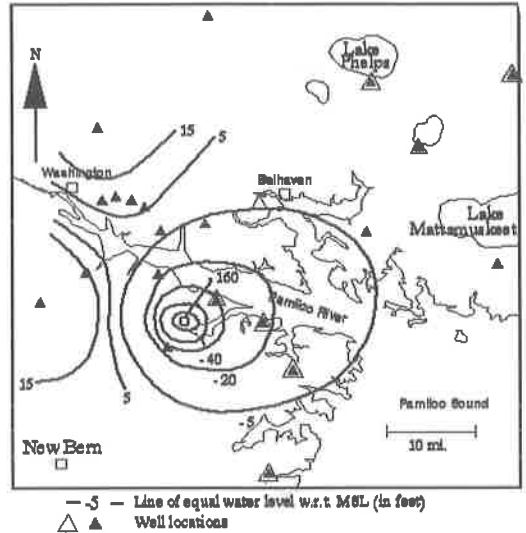 Lake
Phelps
N
15
5
Washington
Belhaven
Lake
Mattamuskeet
160
Pamlico River
-40
-20
15
5
-5
Pamlico Sound
New Bern
10 mi.
-5 Line of equal water level w.r.t. MSL (in feet)
Well locations